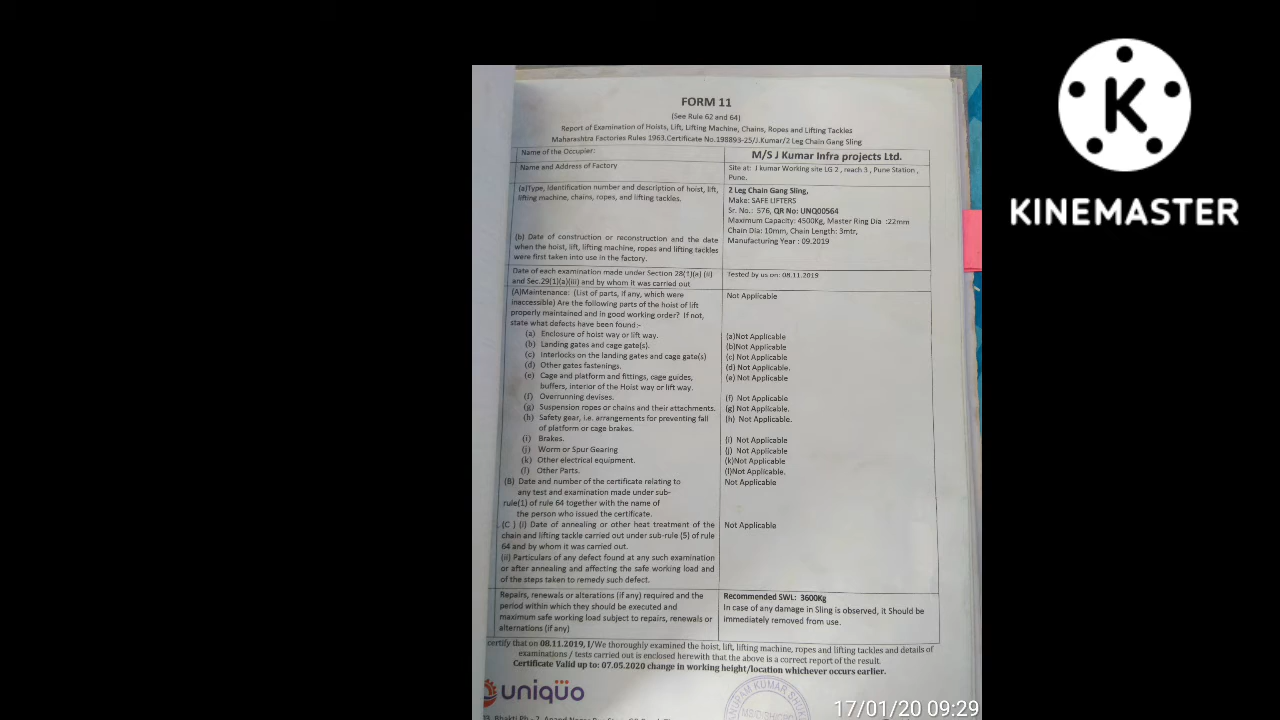 FORM 11
(See Rule 62 and 64)
Report of Examination of Hoists, Lift, Lifting Machine, Chains, Ropes and Lifting Tackles
Maharashtra Factories Rules 1963.Certificate No.198893-25/J.Kumar/2 Leg Chain Gang Sling
Name of the Occupier:
M/S J Kumar Infra projects Ltd.
Name and Address of Factory
Site at: J kumar Working site LG 2 , reach 3 , Pune Station ,
Pune.
(a)Type, Identification number and description of hoist, lift,
lifting machine, chains, ropes, and lifting tackles.
2 Leg Chain Gang Sling,
Make: SAFE LIFTERS
Sr. No.: 576, QR No: UNQ00564
Maximum Capacity: 4500Kg, Master Ring Dia :22mm
Chain Dia: 10mm, Chain Length: 3mtr,
Manufacturing Year : 09.2019
(b) Date of construction or reconstruction and the date
when the hoist, lift, lifting machine, ropes and lifting tackles
were first taken into use in the factory.
Date of each examination made under Section 28(1)(a) (ii)
and Sec.29(1)(a)(iii) and by whom it was carried out
Tested by us on: 08.11.2019
(A)Maintenance: (List of parts, if any, which were
inaccessible) Are the following parts of the hoist of lift
properly maintained and in good working order? If not,
state what defects have been found :-
Not Applicable
(a) Enclosure of hoist way or lift way.
(a)Not Applicable
(b) Landing gates and cage gate(s).
(b)Not Applicable
(c) Interlocks on the landing gates and cage gate(s)
(c) Not Applicable
(d) Other gates fastenings.
(d) Not Applicable.
(e) Cage and platform and fittings, cage guides,
buffers, interior of the Hoist way or lift way.
(e) Not Applicable
(f) Overrunning devises.
(f) Not Applicable
(g) Suspension ropes or chains and their attachments.
(g) Not Applicable.
(h) Safety gear, i.e. arrangements for preventing fall
of platform or cage brakes.
(h) Not Applicable.
(i) Brakes.
(i) Not Applicable
(j) Worm or Spur Gearing
(j) Not Applicable
(k) Other electrical equipment.
(k)Not Applicable
(l) Other Parts.
(l)Not Applicable.
(B) Date and number of the certificate relating to
any test and examination made under sub-
rule(1) of rule 64 together with the name of
the person who issued the certificate.
Not Applicable
(C ) (i) Date of annealing or other heat treatment of the
chain and lifting tackle carried out under sub-rule (5) of rule
64 and by whom it was carried out.
Not Applicable
(ii) Particulars of any defect found at any such examination
or after annealing and affecting the safe working load and
of the steps taken to remedy such defect.
Repairs, renewals or alterations (if any) required and the
period within which they should be executed and
maximum safe working load subject to repairs, renewals or
alternations (if any)
Recommended SWL: 3600Kg
In case of any damage in Sling is observed, it Should be
immediately removed from use.
certify that on 08.11.2019, I/We thoroughly examined the hoist, lift, lifting machine, ropes and lifting tackles and details of
examinations / tests carried out is enclosed herewith that the above is a correct report of the result.
Certificate Valid up to: 07.05.2020 change in working height/location whichever occurs earlier.
uniquo
17/01/20 09:29
K
KINEMASTER